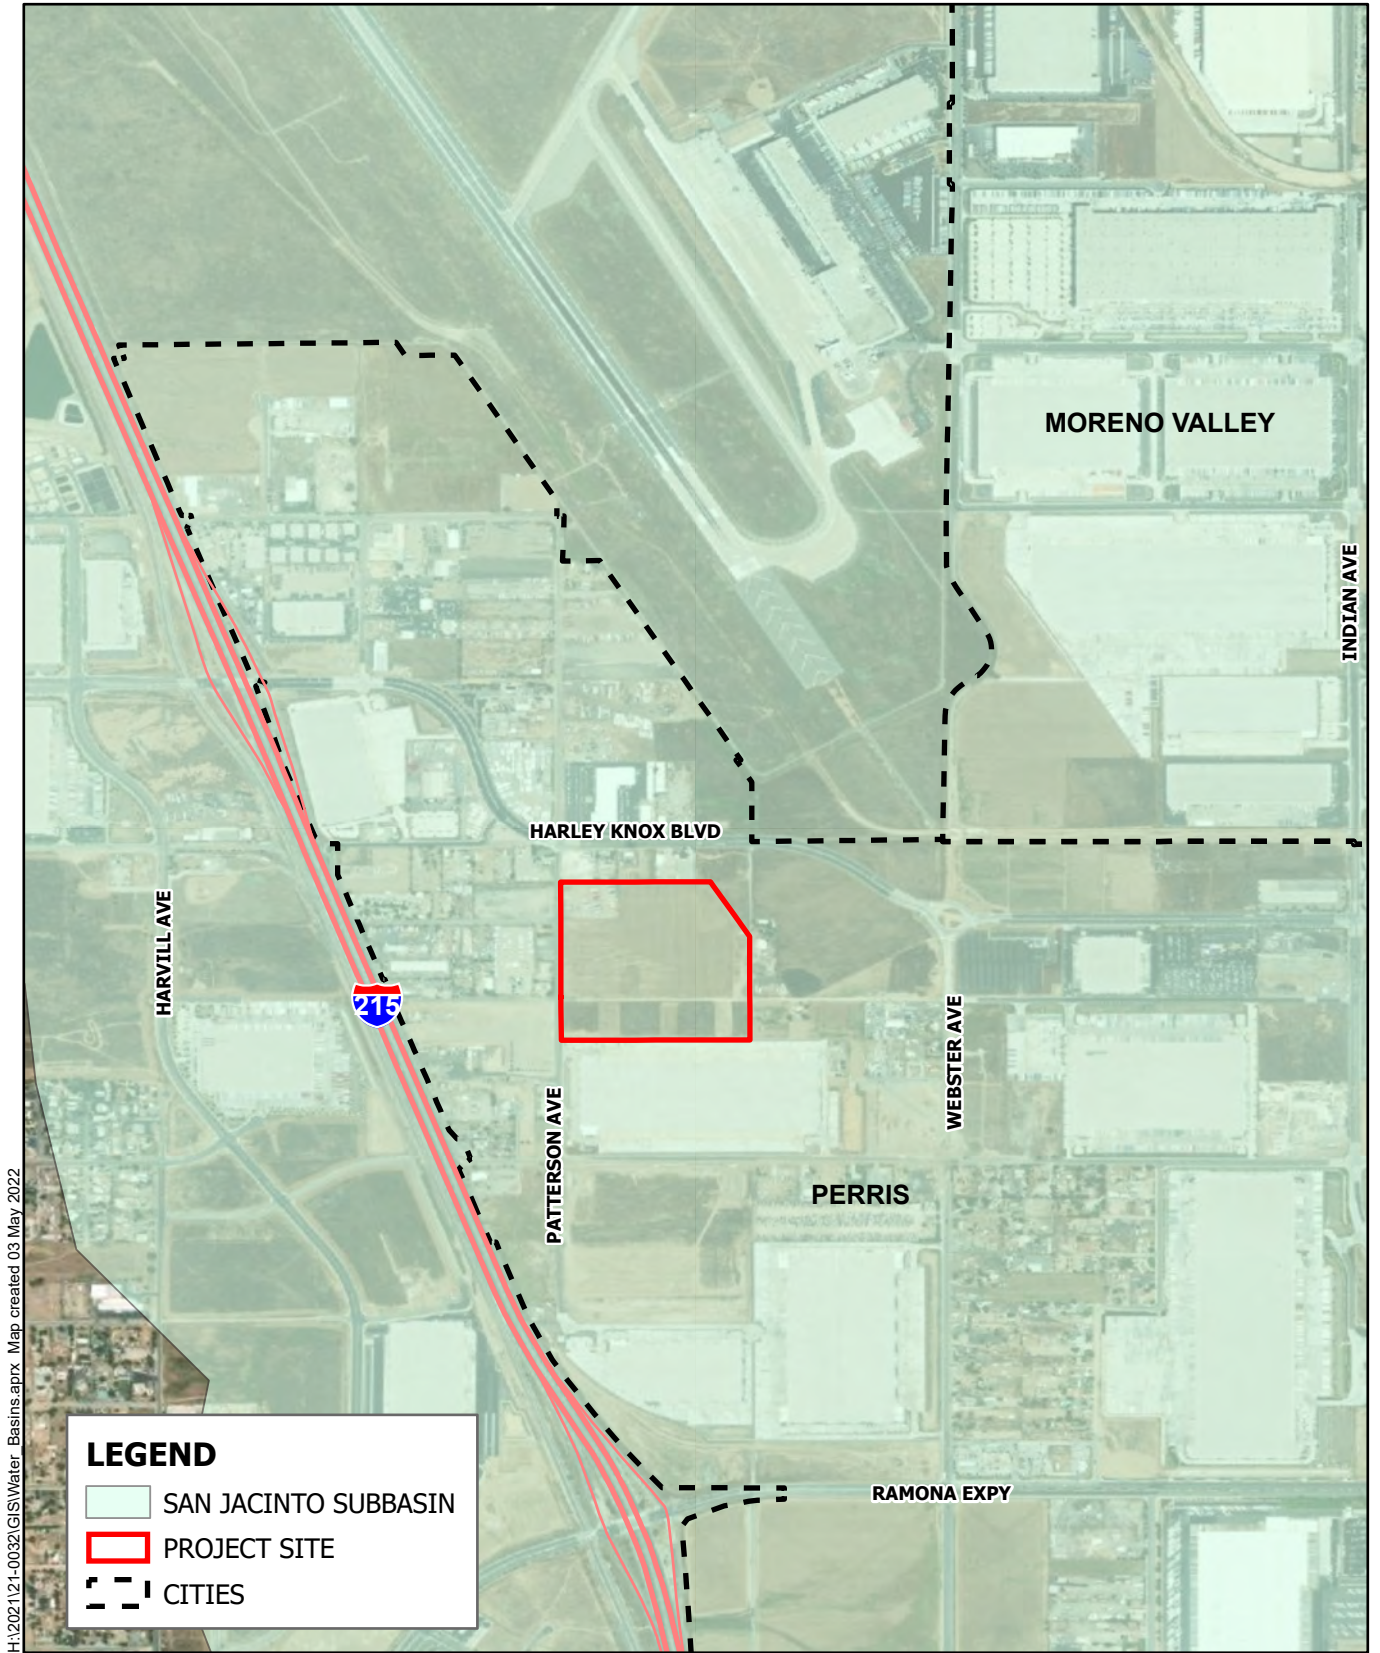 MORENO VALLEY
INDIAN AVE
HARLEY KNOX BLVD
HARVILL AVE
215
WEBSTER AVE
PATTERSON AVE
PERRIS
RAMONA EXPY
LEGEND
SAN JACINTO SUBBASIN
PROJECT SITE
CITIES
H:\2021\21-0032\GIS\Water_Basins.aprx Map created 03 May 2022